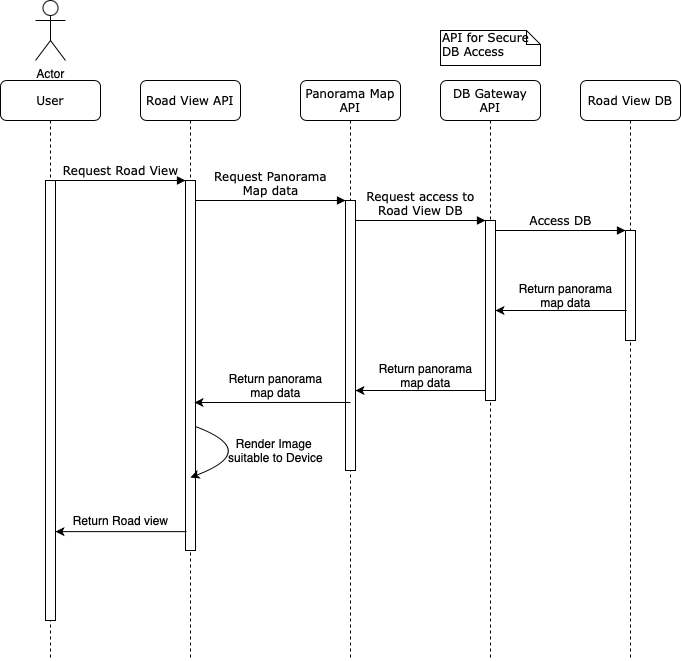 API for Secure
DB Access
Actor
User
Road View API
Panorama Map
API
DB Gateway
API
Road View DB
Request Road View
Request Panorama
Map data
Request access to
Road View DB
Access DB
Return panorama
map data
Return panorama
map data
Return panorama
map data
Render Image
suitable to Device
Return Road view